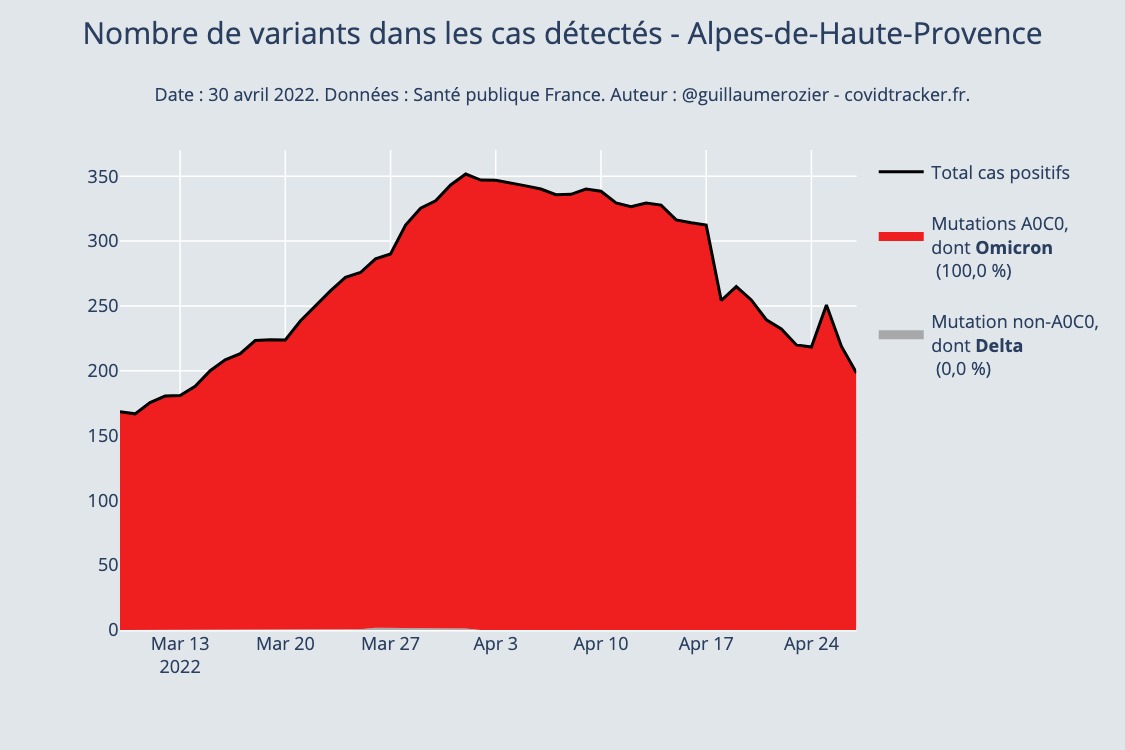 Nombre de variants dans les cas détectés - Alpes-de-Haute-Provence
Date : 30 avril 2022. Données : Santé publique France. Auteur : @guillaumerozier - covidtracker.fr.
350
300
250
200
150
100
50
0
Mar 13
2022
Mar 20
Mar 27
Apr 3
Apr 10
Apr 17
Apr 24
Total cas positifs
Mutations A0C0,
dont Omicron
(100,0 %)
Mutation non-A0C0,
dont Delta
(0,0 %)